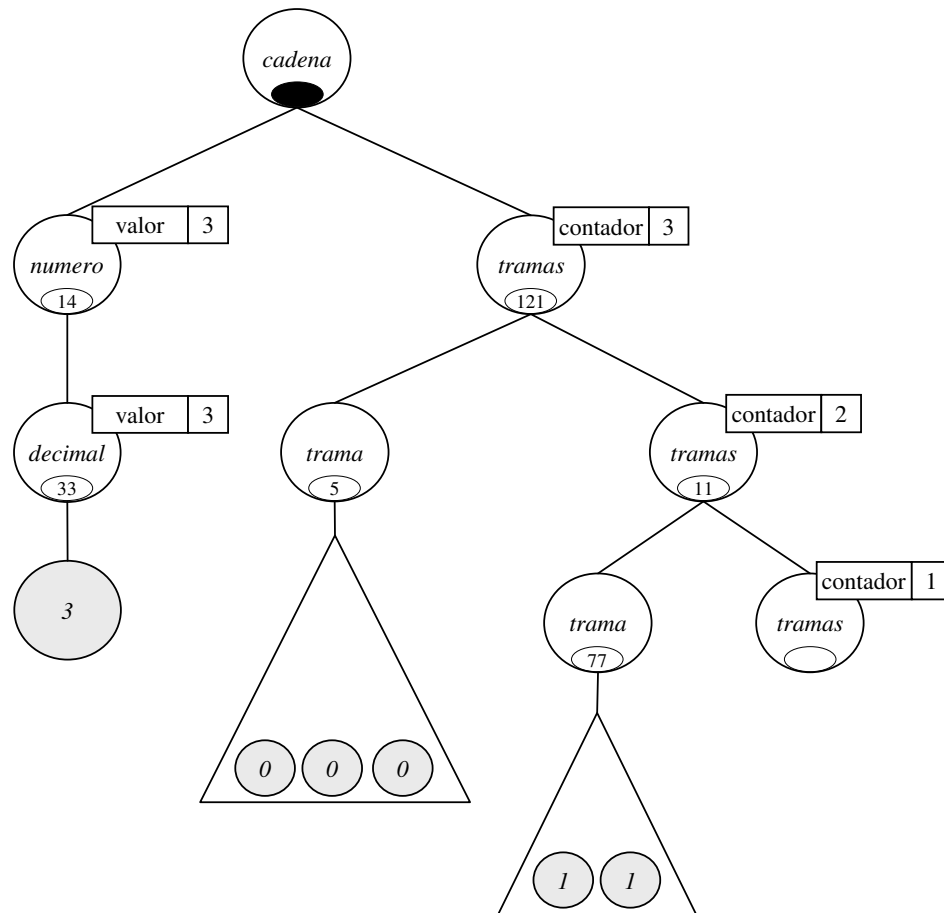 cadena
valor 3
contador 3
numero
tramas
14
121
valor 3
contador 2
decimal
trama
tramas
33
5
11
contador 1
3
trama
tramas
77
0 0 0
1 1